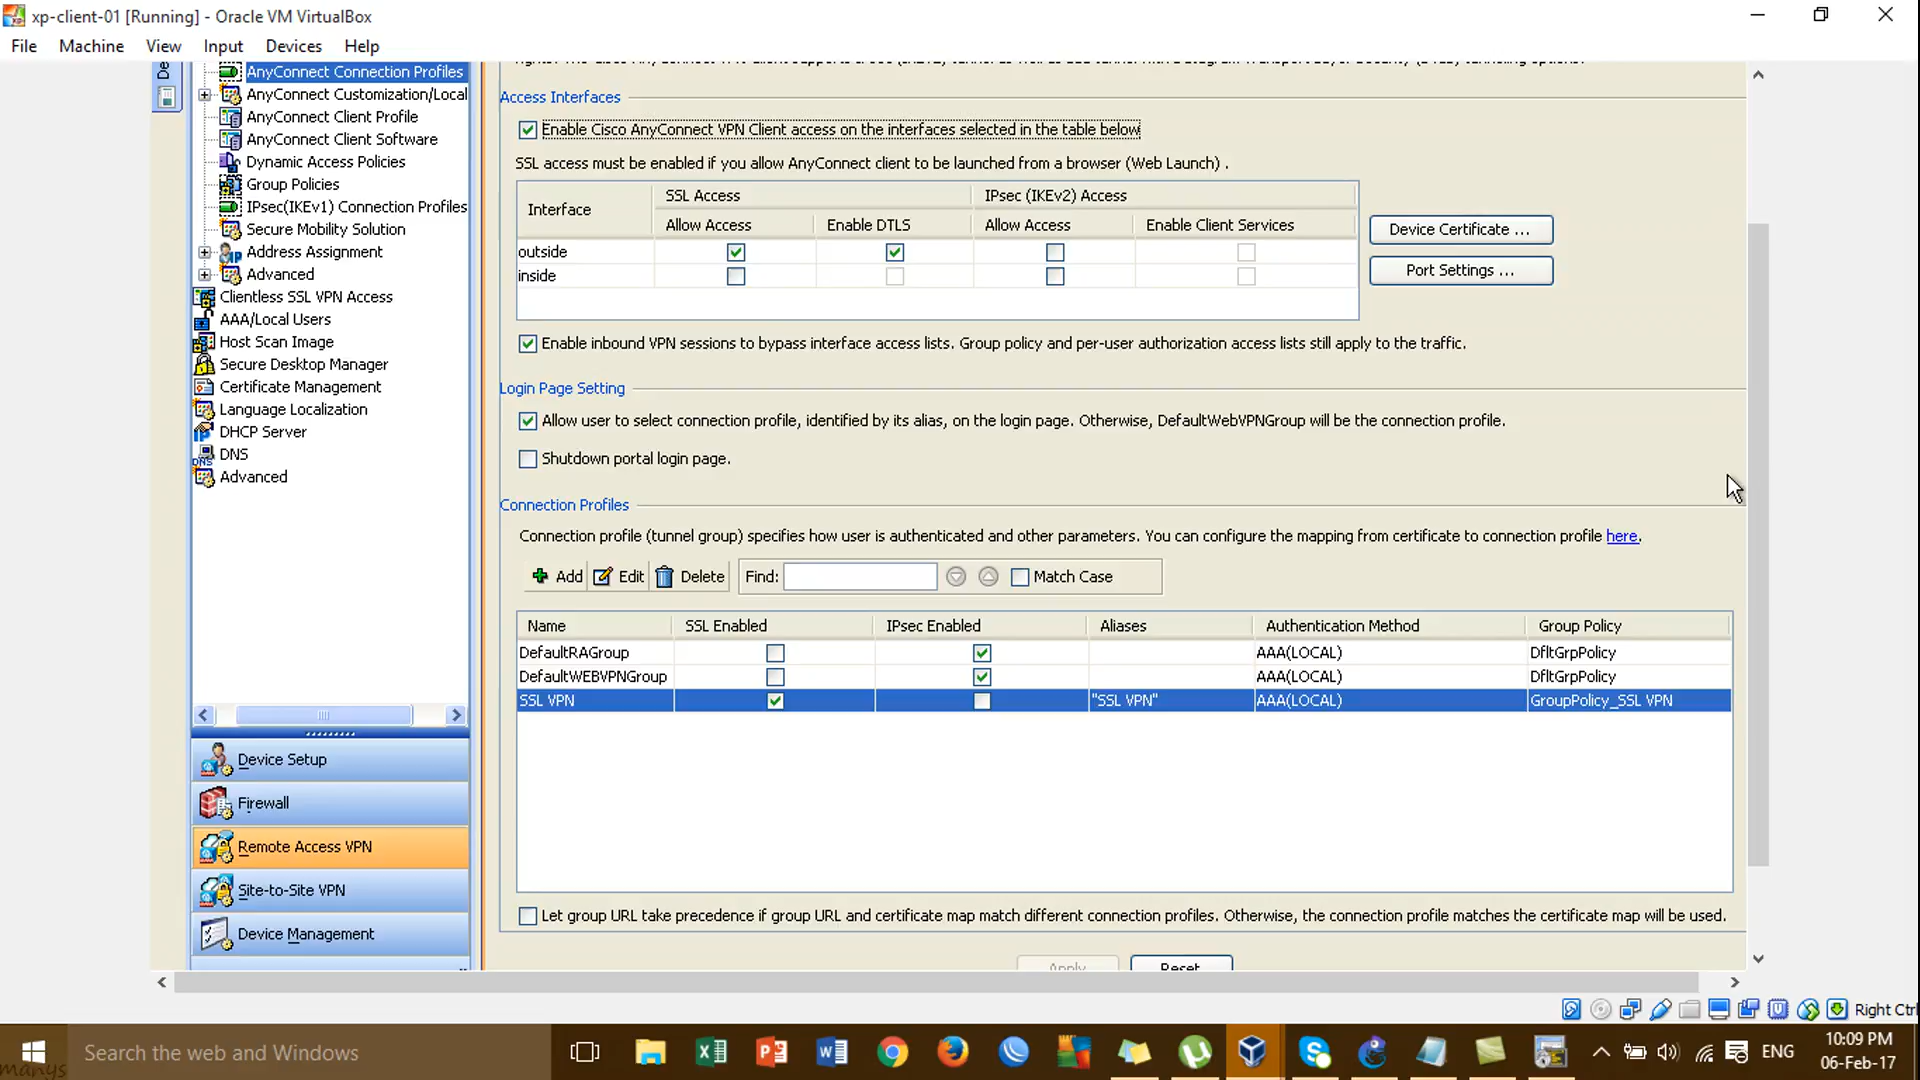 xp-client-01 [Running] - Oracle VM VirtualBox
File Machine View Input Devices Help
AnyConnect Connection Profiles
AnyConnect Customization/Local
AnyConnect Client Profile
AnyConnect Client Software
Dynamic Access Policies
Group Policies
IPsec(IKEv1) Connection Profiles
Secure Mobility Solution
Address Assignment
Advanced
Clientless SSL VPN Access
AAA/Local Users
Host Scan Image
Secure Desktop Manager
Certificate Management
Language Localization
DHCP Server
DNS
Advanced
Device Setup
Firewall
Remote Access VPN
Site-to-Site VPN
Device Management
Access Interfaces
Enable Cisco AnyConnect VPN Client access on the interfaces selected in the table below
SSL access must be enabled if you allow AnyConnect client to be launched from a browser (Web Launch) .
Interface SSL Access IPsec (IKEv2) Access
Allow Access Enable DTLS Allow Access Enable Client Services
outside
inside
Device Certificate ...
Port Settings ...
Enable inbound VPN sessions to bypass interface access lists. Group policy and per-user authorization access lists still apply to the traffic.
Login Page Setting
Allow user to select connection profile, identified by its alias, on the login page. Otherwise, DefaultWebVPNGroup will be the connection profile.
Shutdown portal login page.
Connection Profiles
Connection profile (tunnel group) specifies how user is authenticated and other parameters. You can configure the mapping from certificate to connection profile here.
Add Edit Delete Find: Match Case
Name SSL Enabled IPsec Enabled Aliases Authentication Method Group Policy
DefaultRAGroup AAA(LOCAL) DfltGrpPolicy
DefaultWEBVPNGroup AAA(LOCAL) DfltGrpPolicy
SSL VPN "SSL VPN" AAA(LOCAL) GroupPolicy_SSL VPN
Let group URL take precedence if group URL and certificate map match different connection profiles. Otherwise, the connection profile matches the certificate map will be used.
Apply Reset
Right Ctrl
Search the web and Windows
ENG
10:09 PM
06-Feb-17
manys